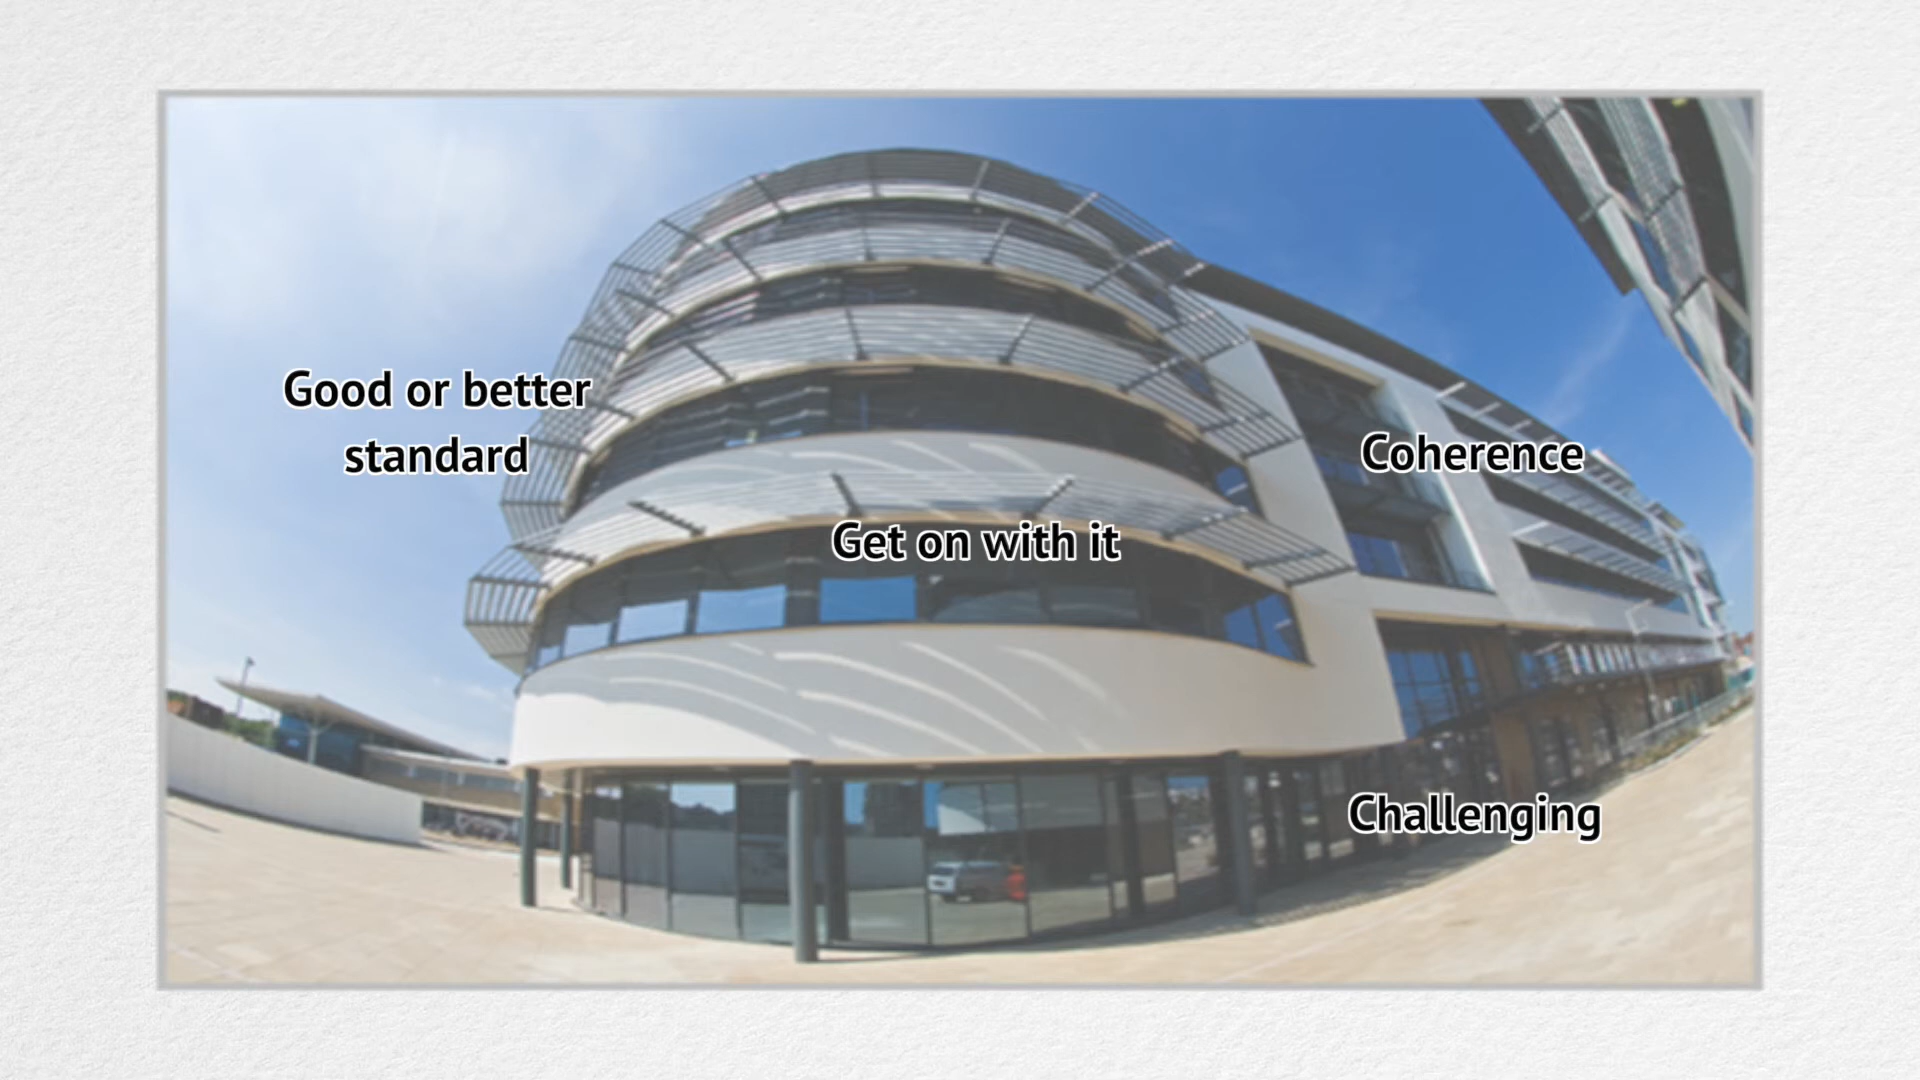 Good or better
standard
Coherence
Get on with it
Challenging